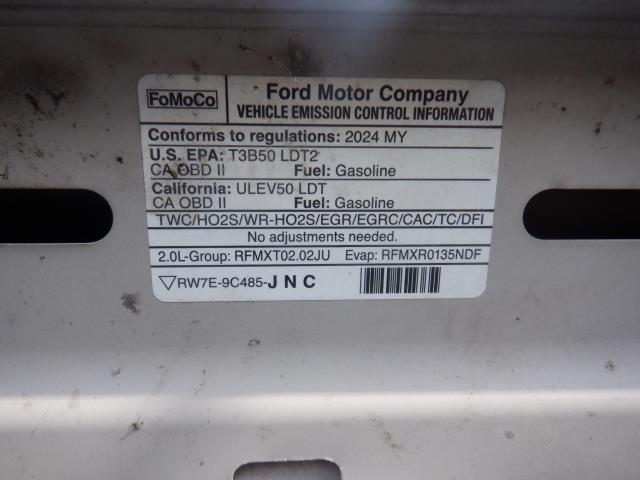 FoMoCo
Ford Motor Company
VEHICLE EMISSION CONTROL INFORMATION
Conforms to regulations: 2024 MY
U.S. EPA: T3B50 LDT2
CA OBD II Fuel: Gasoline
California: ULEV50 LDT
CA OBD II Fuel: Gasoline
TWC/HO2S/WR-HO2S/EGR/EGRC/CAC/TC/DFI
No adjustments needed.
2.0L-Group: RFMXT02.02JU Evap: RFMXR0135NDF
RW7E-9C485-J N C